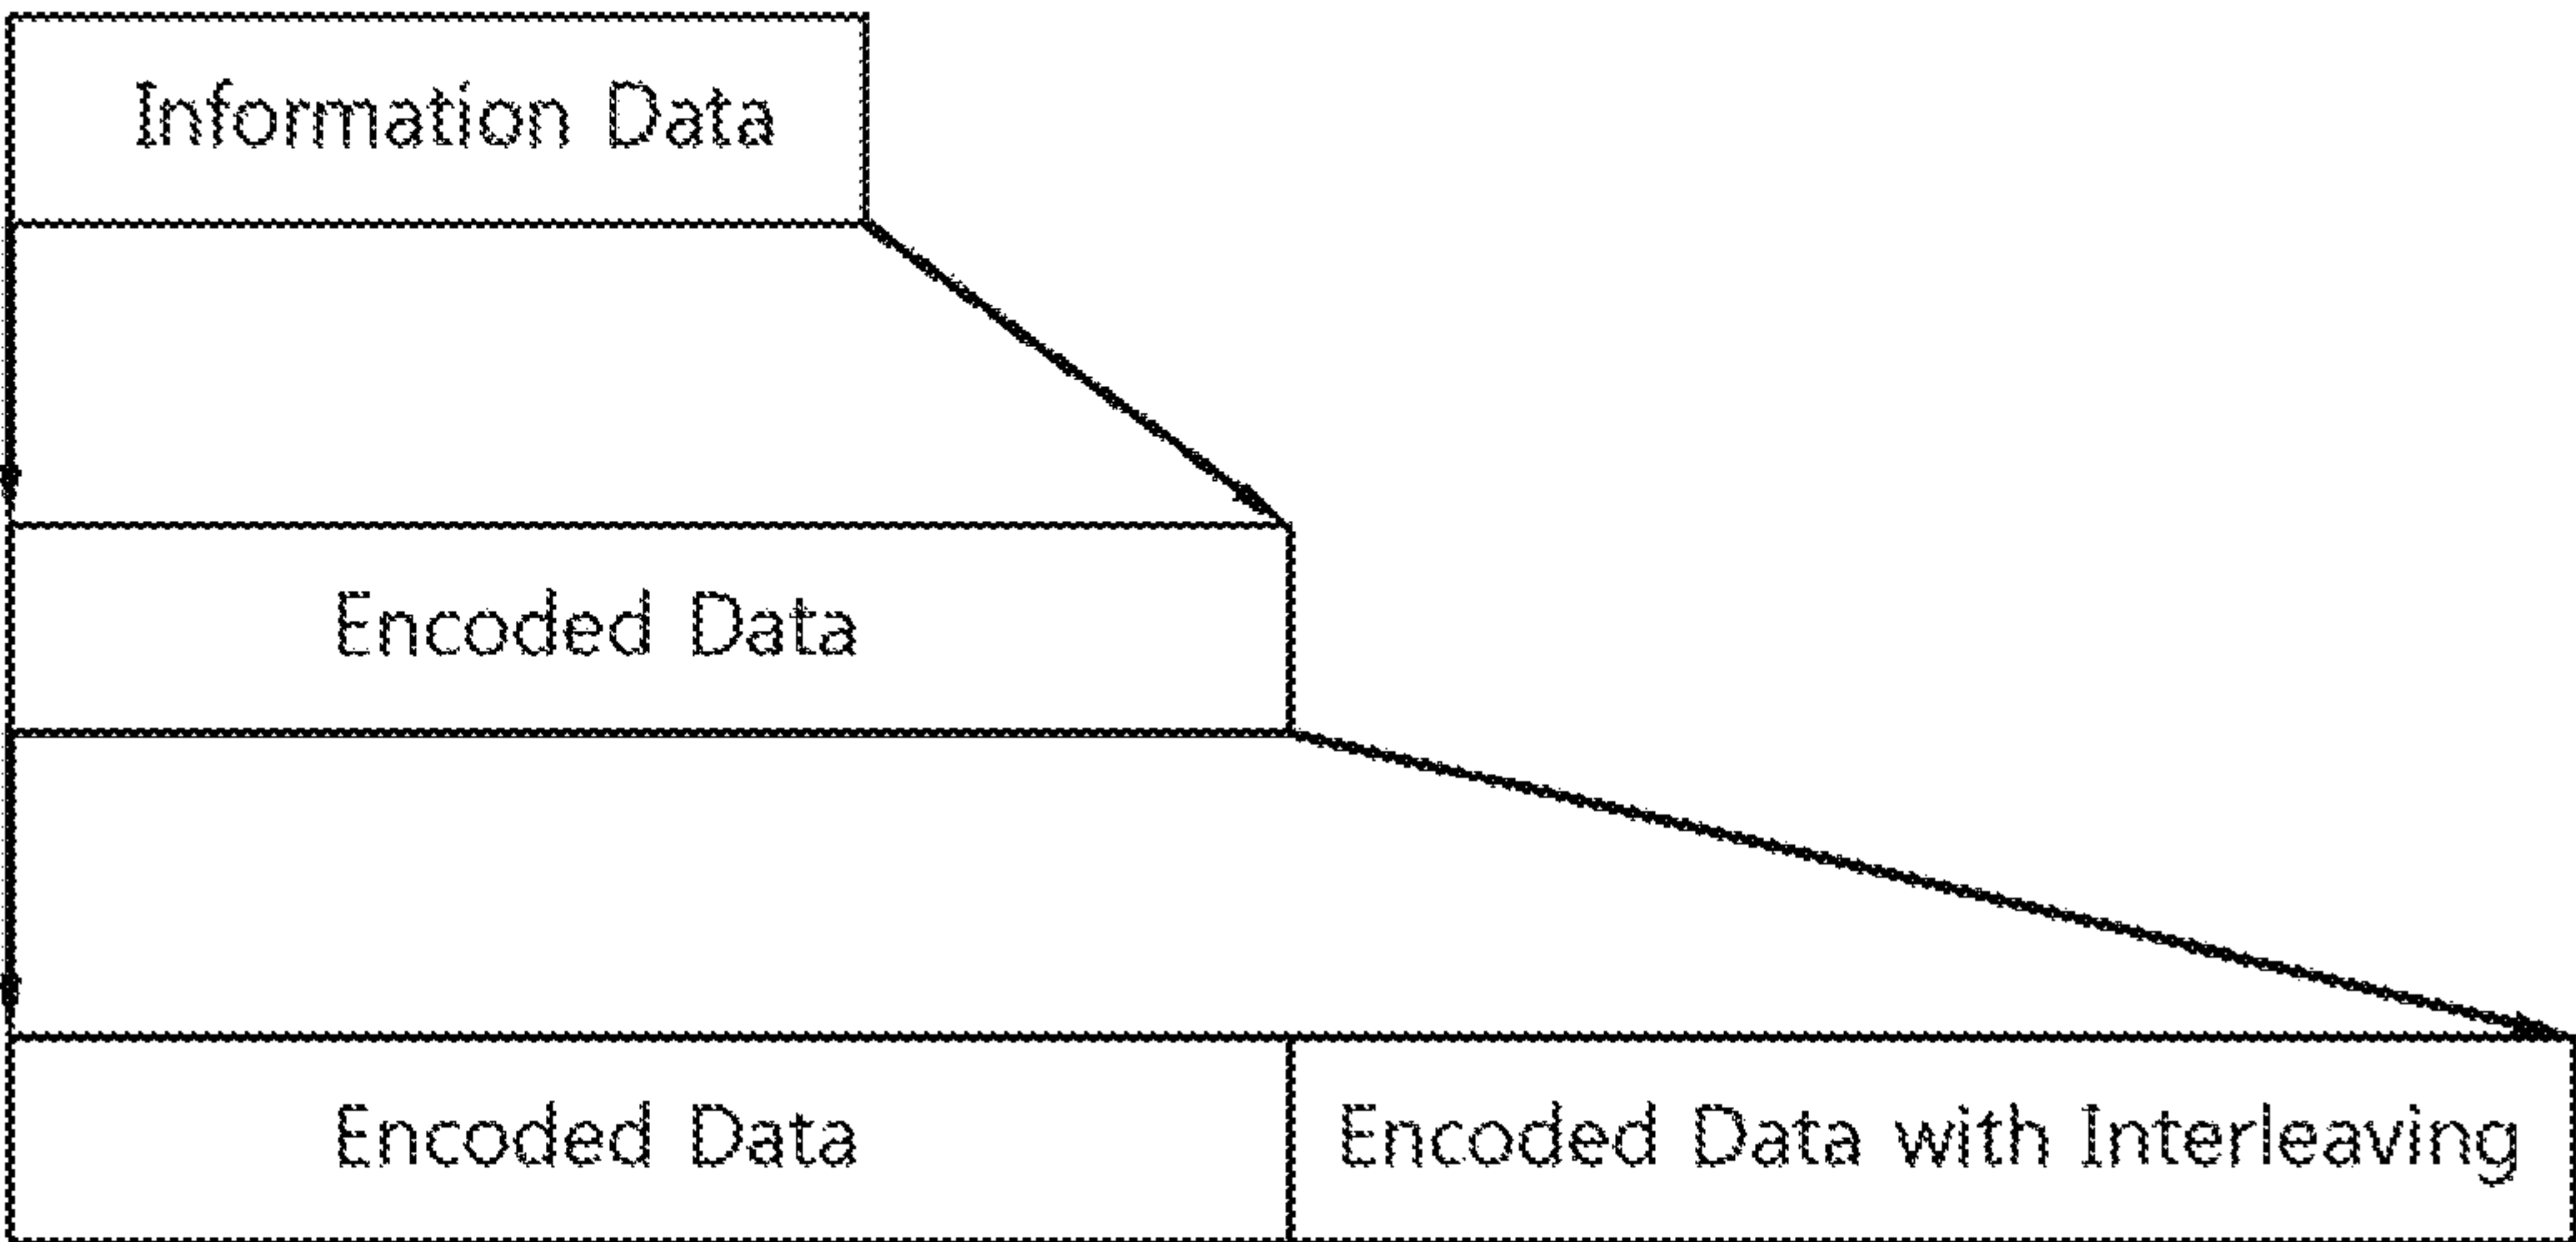 Information Data
Encoded Data
Encoded Data
Encoded Data with Interleaving